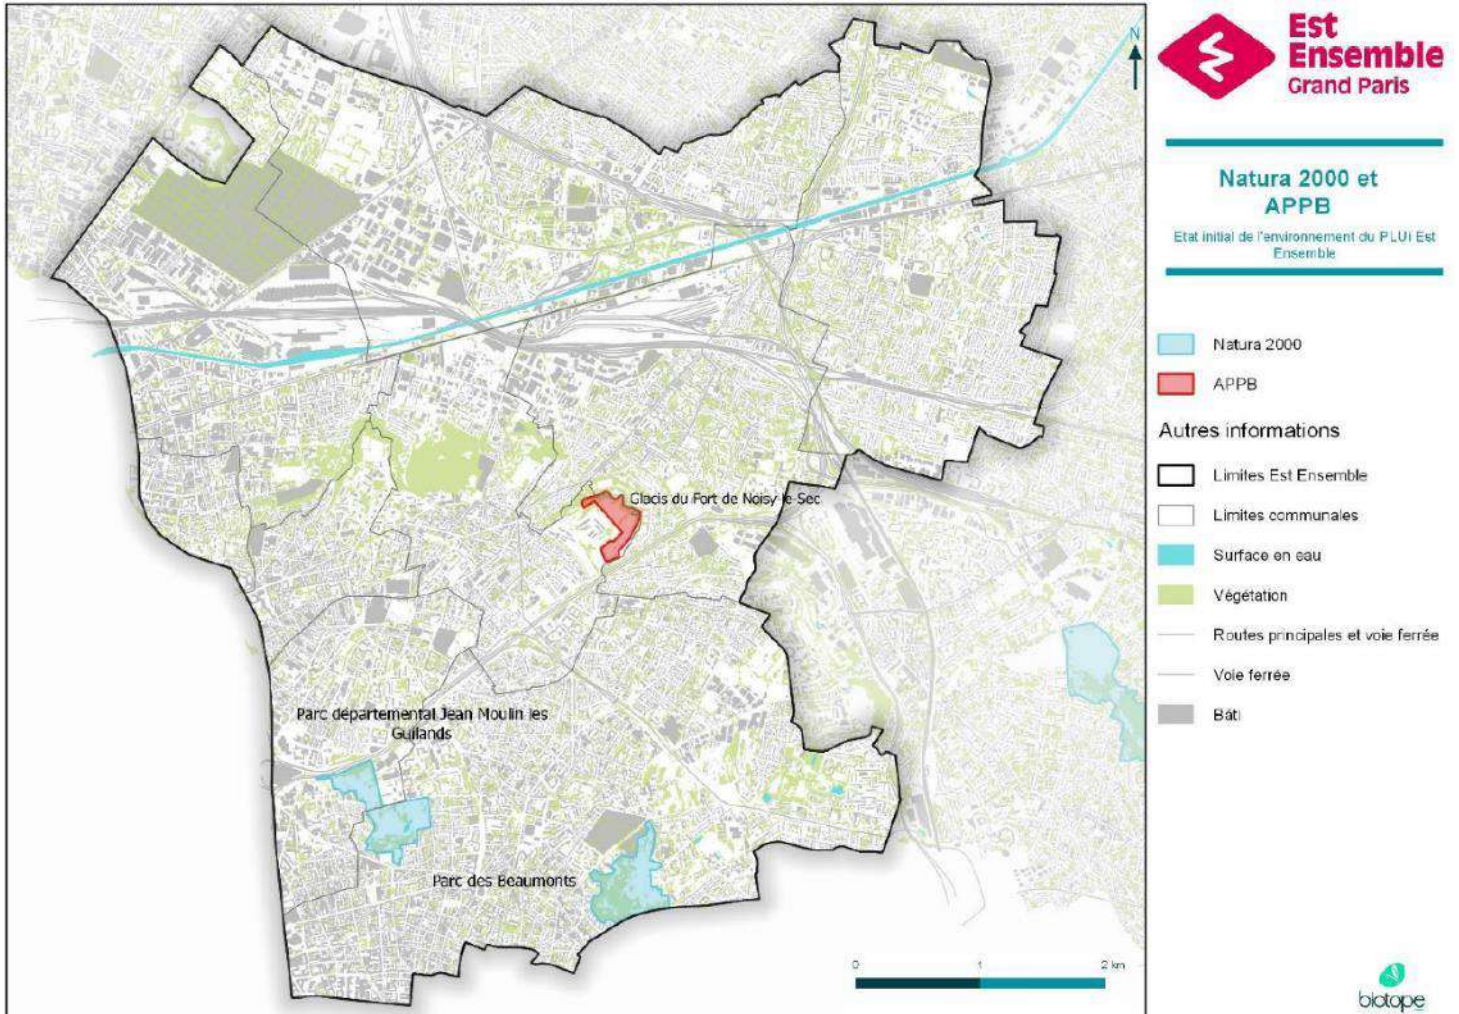 N
Glacis du Fort de Noisy-le-Sec
Parc départemental Jean Moulin les
Guilands
Parc des Beaumonts
0
1
2 km
Est
Ensemble
Grand Paris
Natura 2000 et
APPB
Etat initial de l'environnement du PLUi Est
Ensemble
Natura 2000
APPB
Autres informations
Limites Est Ensemble
Limites communales
Surface en eau
Végétation
Routes principales et voie ferrée
Voie ferrée
Bâti
biotope